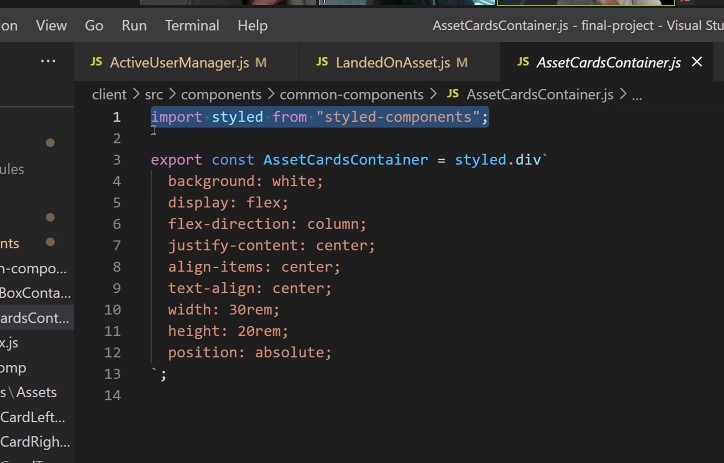 on View Go Run Terminal Help AssetCardsContainer.js - final-project - Visual Stu
... JS ActiveUserManager.js M JS LandedOnAsset.js M JS AssetCardsContainer.js ×
client > src > components > common-components > JS AssetCardsContainer.js > ...
1 import styled from "styled-components";
2
ules
3 export const AssetCardsContainer = styled.div`
4 background: white;
5 display: flex;
6 flex-direction: column;
nts
7 justify-content: center;
n-compo...
8 align-items: center;
BoxConta...
9 text-align: center;
ardsCont...
10 width: 30rem;
x.js
11 height: 20rem;
omp
12 position: absolute;
s\Assets
13 `;
CardLeft...
14
CardRigh...